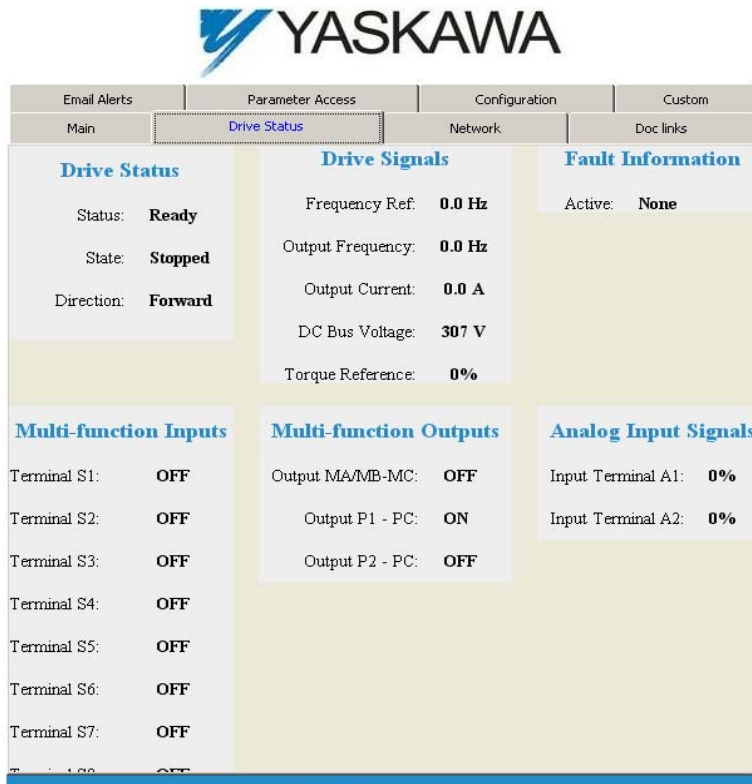 YASKAWA
Email Alerts
Parameter Access
Configuration
Custom
Main
Drive Status
Network
Doc links
Drive Status
Status: Ready
State: Stopped
Direction: Forward
Drive Signals
Frequency Ref: 0.0 Hz
Output Frequency: 0.0 Hz
Output Current: 0.0 A
DC Bus Voltage: 307 V
Torque Reference: 0%
Fault Information
Active: None
Multi-function Inputs
Terminal S1: OFF
Terminal S2: OFF
Terminal S3: OFF
Terminal S4: OFF
Terminal S5: OFF
Terminal S6: OFF
Terminal S7: OFF
Multi-function Outputs
Output MA/MB-MC: OFF
Output P1 - PC: ON
Output P2 - PC: OFF
Analog Input Signals
Input Terminal A1: 0%
Input Terminal A2: 0%